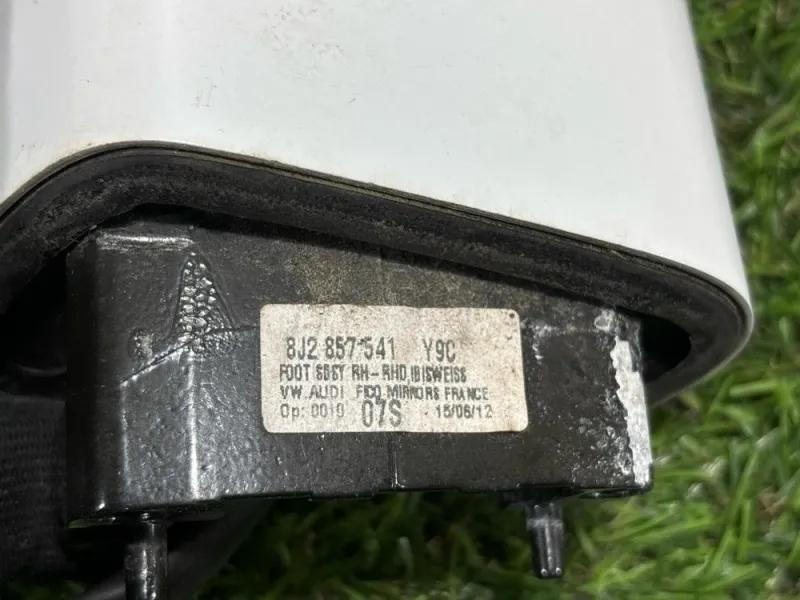 8J2 857 541 Y9C
FOOT SBSY RH-RHD IBISWEISS
VW AUDI FICO MIRRORS FRANCE
Op: 0010 07S 15/06/12